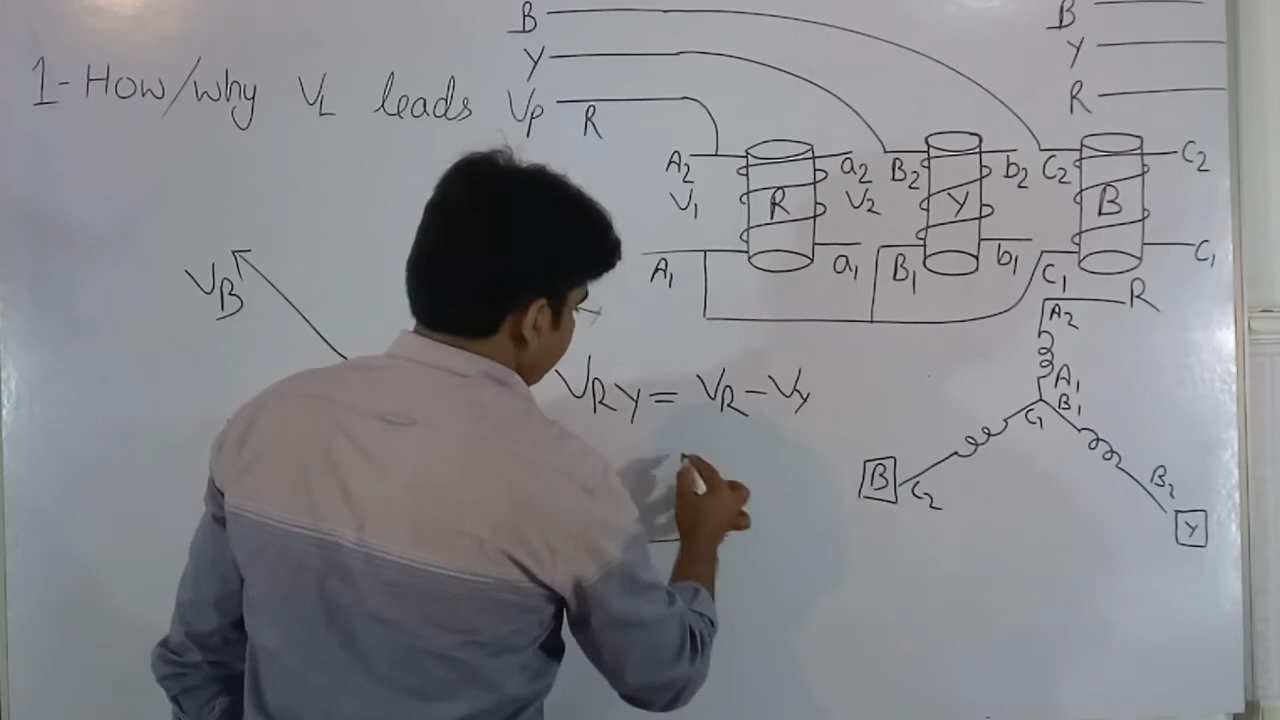 B
Y
1-How/why VL leads VP
R
B
Y
R
A2 R a2 B2 Y b2 C2 B C2
V1 V2
A1 a1 B1 b1 C1 C1
VB
A2 R
A1
B1
C1
VRY = VR - VY
B C2
B2
Y